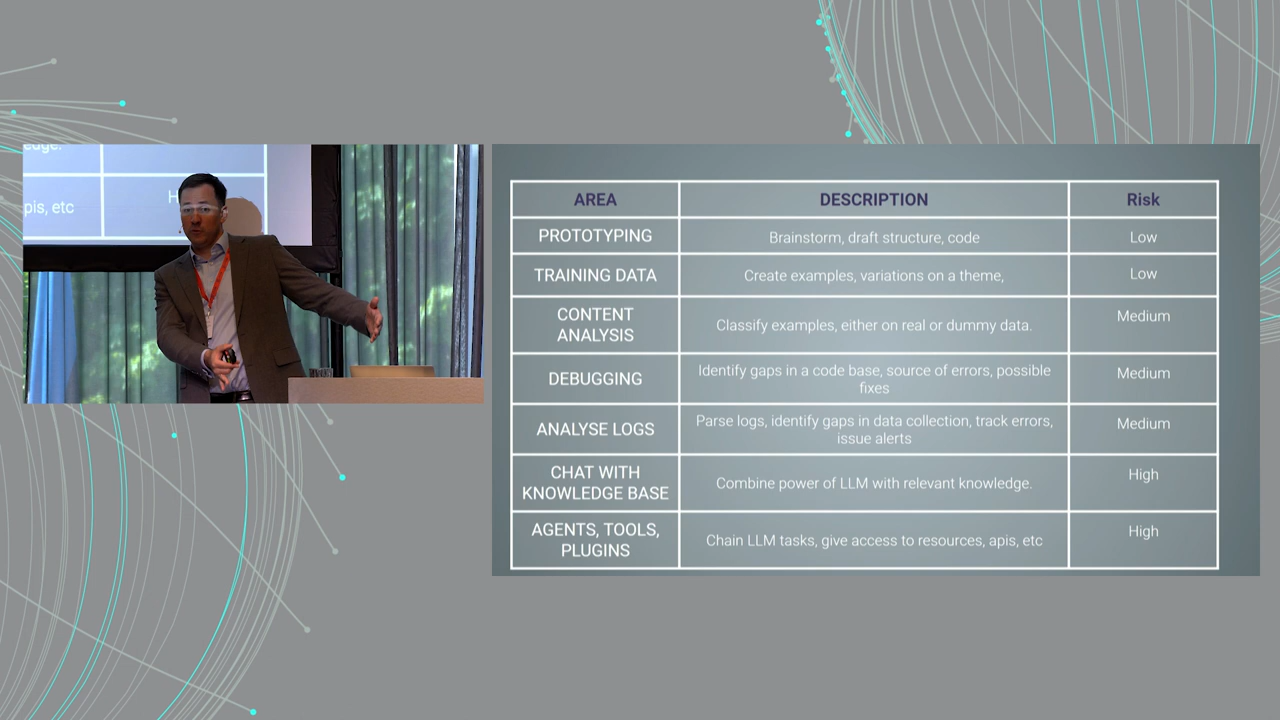 edge.
pis, etc
H
AREA
DESCRIPTION
Risk
PROTOTYPING
Brainstorm, draft structure, code
Low
TRAINING DATA
Create examples, variations on a theme,
Low
CONTENT
ANALYSIS
Classify examples, either on real or dummy data.
Medium
DEBUGGING
Identify gaps in a code base, source of errors, possible
fixes
Medium
ANALYSE LOGS
Parse logs, identify gaps in data collection, track errors,
issue alerts
Medium
CHAT WITH
KNOWLEDGE BASE
Combine power of LLM with relevant knowledge.
High
AGENTS, TOOLS,
PLUGINS
Chain LLM tasks, give access to resources, apis, etc
High